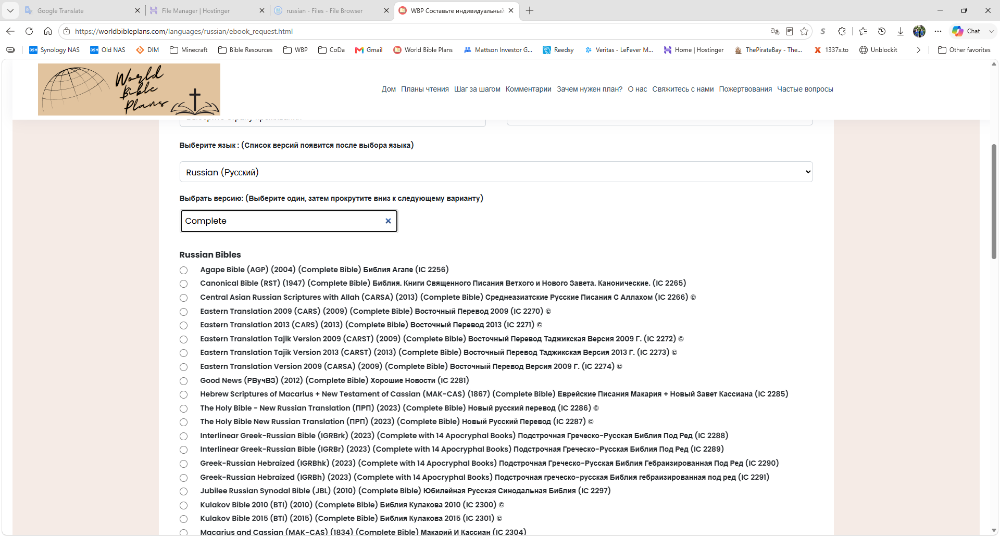 Google Translate
File Manager | Hostinger
russian - Files - File Browser
WBP Составьте индивидуальный
https://worldbibleplans.com/languages/russian/ebook_request.html
Chat
Synology NAS
Old NAS
DIM
Minecraft
Bible Resources
WBP
CoDa
Gmail
World Bible Plans
Mattson Investor G...
Reedsy
Veritas - LeFever M...
Home | Hostinger
ThePirateBay - The...
1337x.to
Unblockit
Other favorites
World
Bible
Plans
Дом Планы чтения Шаг за шагом Комментарии Зачем нужен план? О нас Свяжитесь с нами Пожертвования Частые вопросы
Выберите язык : (Список версий появится после выбора языка)
Russian (Русский)
Выбрать версию: (Выберите один, затем прокрутите вниз к следующему варианту)
Complete
Russian Bibles
Agape Bible (AGP) (2004) (Complete Bible) Библия Агапе (IC 2256)
Canonical Bible (RST) (1947) (Complete Bible) Библия. Книги Священного Писания Ветхого и Нового Завета. Канонические. (IC 2265)
Central Asian Russian Scriptures with Allah (CARSA) (2013) (Complete Bible) Среднеазиатские Русские Писания С Аллахом (IC 2266) ©
Eastern Translation 2009 (CARS) (2009) (Complete Bible) Восточный Перевод 2009 (IC 2270) ©
Eastern Translation 2013 (CARS) (2013) (Complete Bible) Восточный Перевод 2013 (IC 2271) ©
Eastern Translation Tajik Version 2009 (CARST) (2009) (Complete Bible) Восточный Перевод Таджикская Версия 2009 Г. (IC 2272) ©
Eastern Translation Tajik Version 2013 (CARST) (2013) (Complete Bible) Восточный Перевод Таджикская Версия 2013 Г. (IC 2273) ©
Eastern Translation Version 2009 (CARSA) (2009) (Complete Bible) Восточный Перевод Версия 2009 Г. (IC 2274) ©
Good News (РВучВЗ) (2012) (Complete Bible) Хорошие Новости (IC 2281)
Hebrew Scriptures of Macarius + New Testament of Cassian (MAK-CAS) (1867) (Complete Bible) Еврейские Писания Макария + Новый Завет Кассиана (IC 2285)
The Holy Bible - New Russian Translation (ПРП) (2023) (Complete Bible) Новый русский перевод (IC 2286) ©
The Holy Bible New Russian Translation (ПРП) (2023) (Complete Bible) Новый Русский Перевод (IC 2287) ©
Interlinear Greek-Russian Bible (IGRBrk) (2023) (Complete with 14 Apocryphal Books) Подстрочная Греческо-Русская Библия Под Ред (IC 2288)
Interlinear Greek-Russian Bible (IGRBr) (2023) (Complete with 14 Apocryphal Books) Подстрочная Греческо-Русская Библия Под Ред (IC 2289)
Greek-Russian Hebraized (IGRBhk) (2023) (Complete with 14 Apocryphal Books) Подстрочная Греческо-Русская Библия Гебраизированная Под Ред (IC 2290)
Greek-Russian Hebraized (IGRBh) (2023) (Complete with 14 Apocryphal Books) Подстрочная греческо-русская Библия гебраизированная под ред (IC 2291)
Jubilee Russian Synodal Bible (JBL) (2010) (Complete Bible) Юбилейная Русская Синодальная Библия (IC 2297)
Kulakov Bible 2010 (BTI) (2010) (Complete Bible) Библия Кулакова 2010 (IC 2300) ©
Kulakov Bible 2015 (BTI) (2015) (Complete Bible) Библия Кулакова 2015 (IC 2301) ©
Macarius and Cassian (MAK-CAS) (1834) (Complete Bible) Макарий И Кассиан (IC 2304)